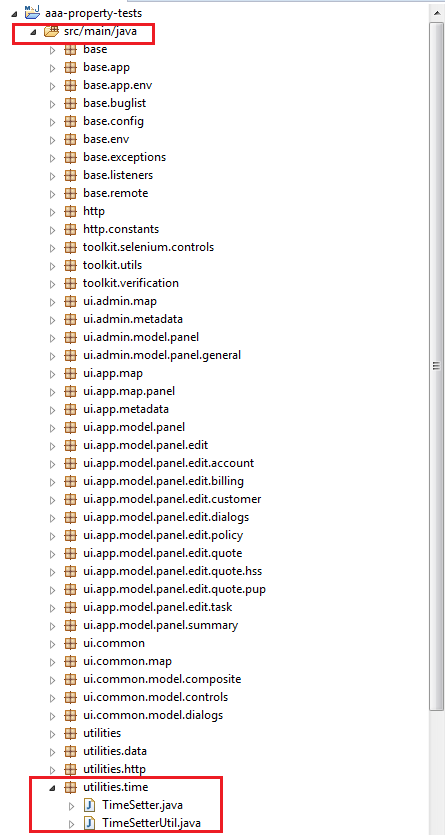 aaa-property-tests
src/main/java
base
base.app
base.app.env
base.buglist
base.config
base.env
base.exceptions
base.listeners
base.remote
http
http.constants
toolkit.selenium.controls
toolkit.utils
toolkit.verification
ui.admin.map
ui.admin.metadata
ui.admin.model.panel
ui.admin.model.panel.general
ui.app.map
ui.app.map.panel
ui.app.metadata
ui.app.model.panel
ui.app.model.panel.edit
ui.app.model.panel.edit.account
ui.app.model.panel.edit.billing
ui.app.model.panel.edit.customer
ui.app.model.panel.edit.dialogs
ui.app.model.panel.edit.policy
ui.app.model.panel.edit.quote
ui.app.model.panel.edit.quote.hss
ui.app.model.panel.edit.quote.pup
ui.app.model.panel.edit.task
ui.app.model.panel.summary
ui.common
ui.common.map
ui.common.model.composite
ui.common.model.controls
ui.common.model.dialogs
utilities
utilities.data
utilities.http
utilities.time
TimeSetter.java
TimeSetterUtil.java